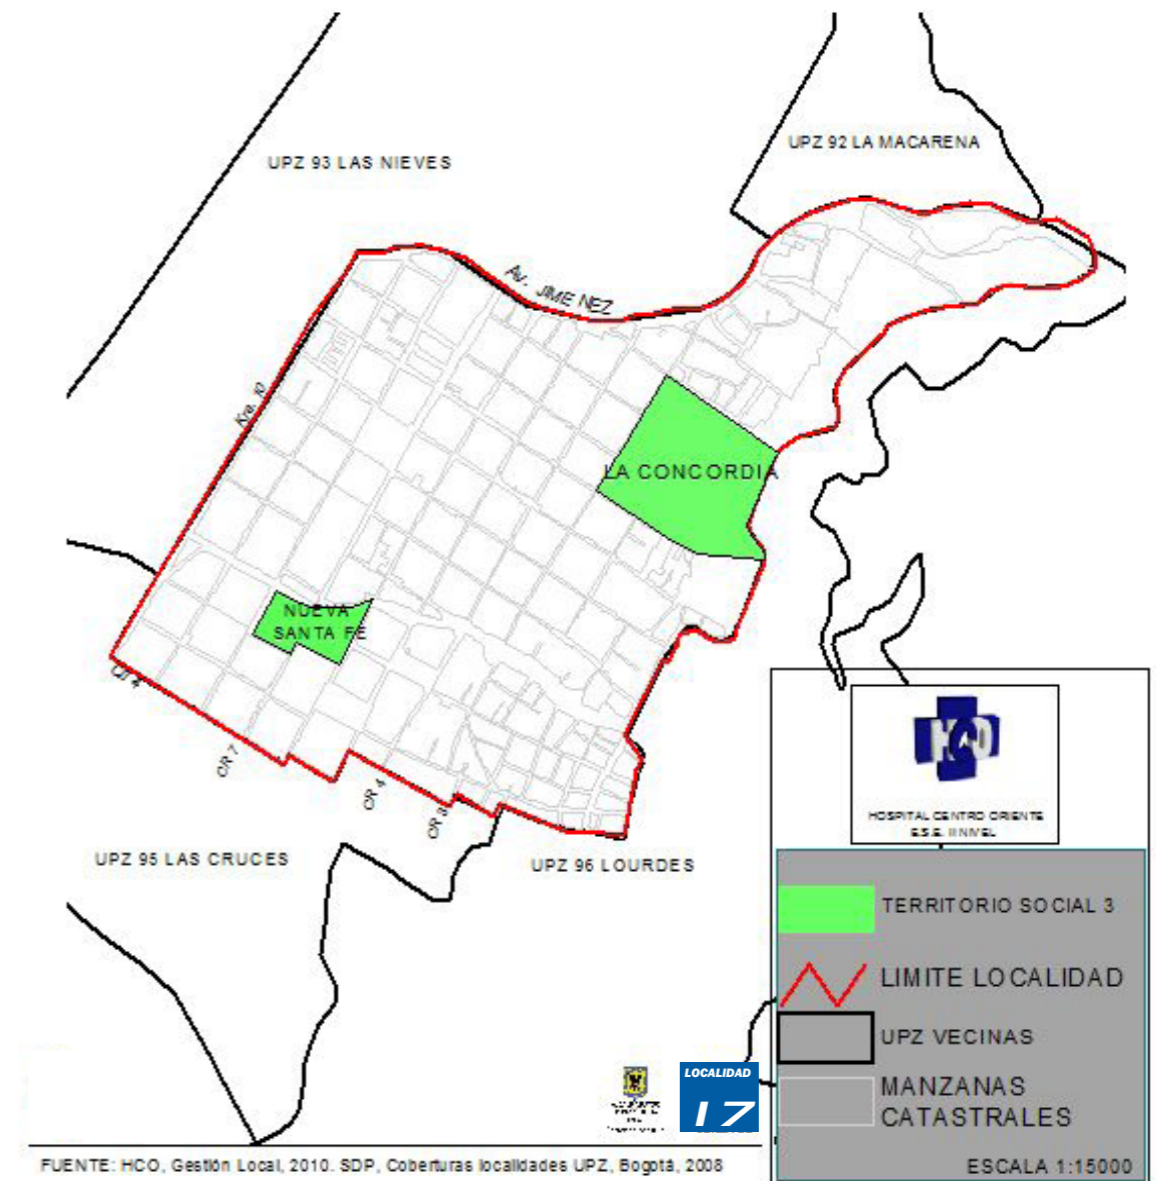 UPZ 92 LA MACARENA
UPZ 93 LAS NIEVES
Av. JIMENEZ
Kra. 10
LA CONCORDIA
NUEVA
SANTA FE
CR 7
CR 4
CR 3
UPZ 95 LAS CRUCES
UPZ 96 LOURDES
HCO
HOSPITAL CENTRO ORIENTE
E.S.E. II NIVEL
TERRITORIO SOCIAL 3
LIMITE LOCALIDAD
UPZ VECINAS
MANZANAS
CATASTRALES
ESCALA 1:15000
LOCALIDAD
17
FUENTE: HCO, Gestión Local, 2010. SDP, Coberturas localidades UPZ, Bogotá, 2008